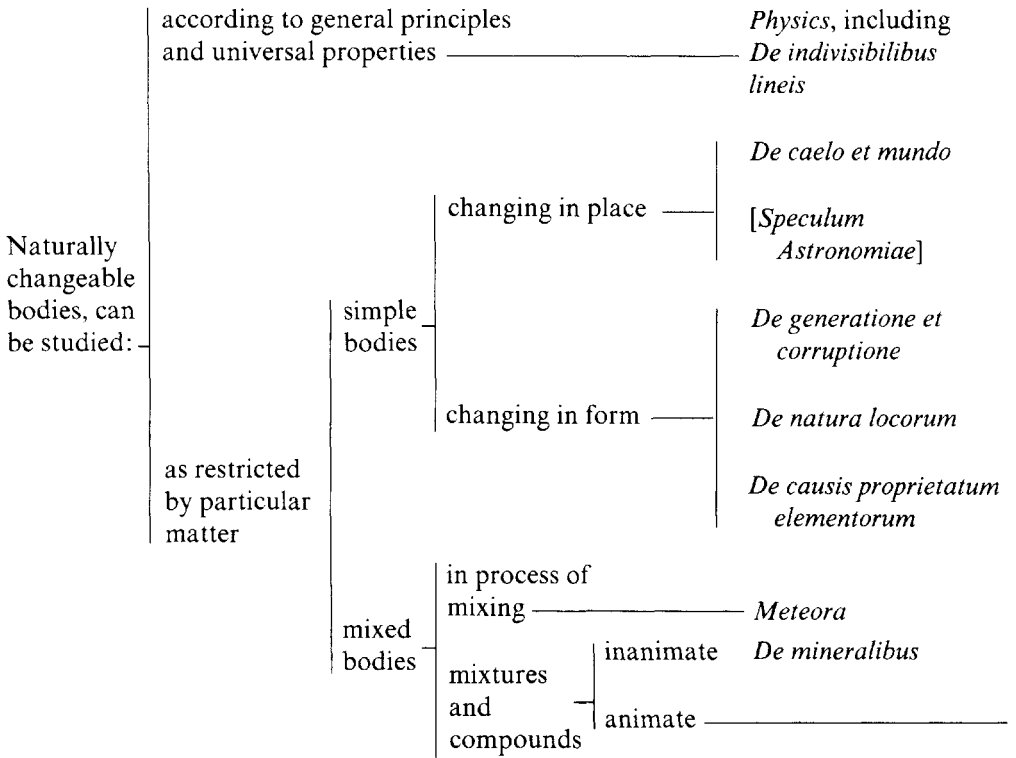 according to general principles
and universal properties
Physics, including
De indivisibilibus
lineis
Naturally
changeable
bodies, can
be studied:
as restricted
by particular
matter
simple
bodies
changing in place
De caelo et mundo
[Speculum
Astronomiae]
changing in form
De generatione et
corruptione
De natura locorum
De causis proprietatum
elementorum
mixed
bodies
in process of
mixing
Meteora
mixtures
and
compounds
inanimate
De mineralibus
animate